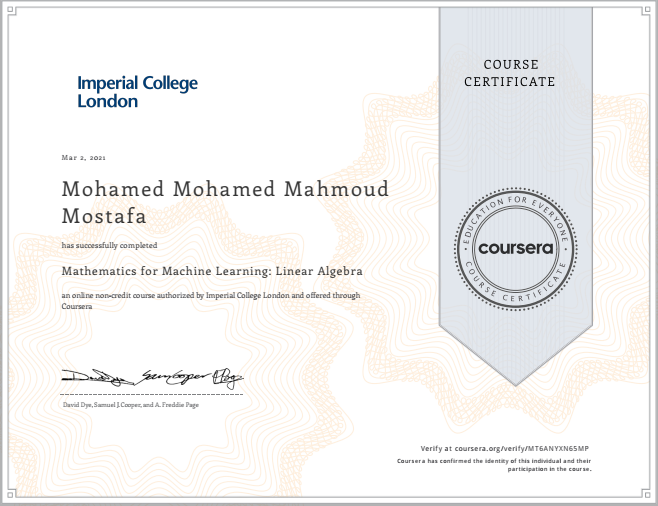 Imperial College
London
COURSE
CERTIFICATE
Mar 2, 2021
Mohamed Mohamed Mahmoud
Mostafa
has successfully completed
Mathematics for Machine Learning: Linear Algebra
an online non-credit course authorized by Imperial College London and offered through
Coursera
EDUCATION FOR EVERYONE
coursera
COURSE CERTIFICATE
David Dye, Samuel J.Cooper, and A. Freddie Page
Verify at coursera.org/verify/MT6ANYXN65MP
Coursera has confirmed the identity of this individual and their
participation in the course.